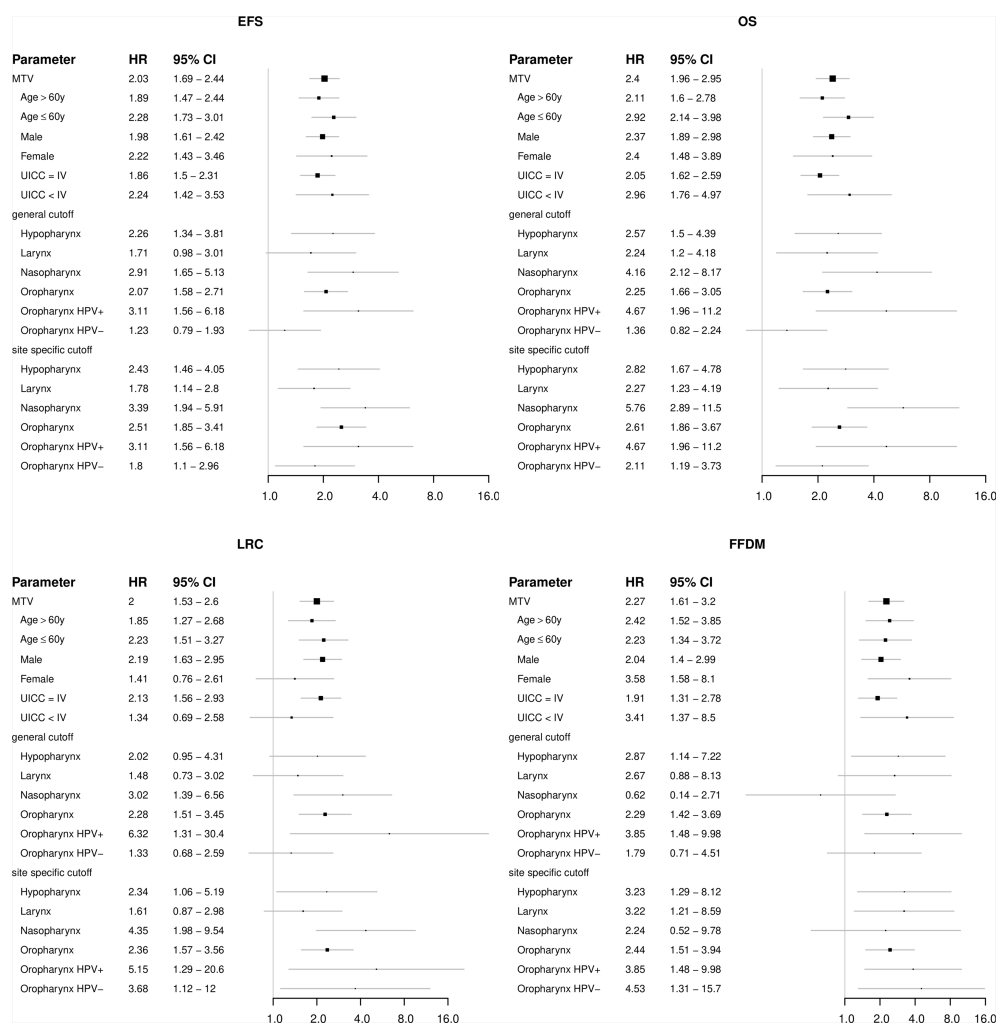 EFS
Parameter HR 95% CI
MTV 2.03 1.69 − 2.44
Age > 60y 1.89 1.47 − 2.44
Age ≤ 60y 2.28 1.73 − 3.01
Male 1.98 1.61 − 2.42
Female 2.22 1.43 − 3.46
UICC = IV 1.86 1.5 − 2.31
UICC < IV 2.24 1.42 − 3.53
general cutoff
Hypopharynx 2.26 1.34 − 3.81
Larynx 1.71 0.98 − 3.01
Nasopharynx 2.91 1.65 − 5.13
Oropharynx 2.07 1.58 − 2.71
Oropharynx HPV+ 3.11 1.56 − 6.18
Oropharynx HPV− 1.23 0.79 − 1.93
site specific cutoff
Hypopharynx 2.43 1.46 − 4.05
Larynx 1.78 1.14 − 2.8
Nasopharynx 3.39 1.94 − 5.91
Oropharynx 2.51 1.85 − 3.41
Oropharynx HPV+ 3.11 1.56 − 6.18
Oropharynx HPV− 1.8 1.1 − 2.96
1.0 2.0 4.0 8.0 16.0
OS
Parameter HR 95% CI
MTV 2.4 1.96 − 2.95
Age > 60y 2.11 1.6 − 2.78
Age ≤ 60y 2.92 2.14 − 3.98
Male 2.37 1.89 − 2.98
Female 2.4 1.48 − 3.89
UICC = IV 2.05 1.62 − 2.59
UICC < IV 2.96 1.76 − 4.97
general cutoff
Hypopharynx 2.57 1.5 − 4.39
Larynx 2.24 1.2 − 4.18
Nasopharynx 4.16 2.12 − 8.17
Oropharynx 2.25 1.66 − 3.05
Oropharynx HPV+ 4.67 1.96 − 11.2
Oropharynx HPV− 1.36 0.82 − 2.24
site specific cutoff
Hypopharynx 2.82 1.67 − 4.78
Larynx 2.27 1.23 − 4.19
Nasopharynx 5.76 2.89 − 11.5
Oropharynx 2.61 1.86 − 3.67
Oropharynx HPV+ 4.67 1.96 − 11.2
Oropharynx HPV− 2.11 1.19 − 3.73
1.0 2.0 4.0 8.0 16.0
LRC
Parameter HR 95% CI
MTV 2 1.53 − 2.6
Age > 60y 1.85 1.27 − 2.68
Age ≤ 60y 2.23 1.51 − 3.27
Male 2.19 1.63 − 2.95
Female 1.41 0.76 − 2.61
UICC = IV 2.13 1.56 − 2.93
UICC < IV 1.34 0.69 − 2.58
general cutoff
Hypopharynx 2.02 0.95 − 4.31
Larynx 1.48 0.73 − 3.02
Nasopharynx 3.02 1.39 − 6.56
Oropharynx 2.28 1.51 − 3.45
Oropharynx HPV+ 6.32 1.31 − 30.4
Oropharynx HPV− 1.33 0.68 − 2.59
site specific cutoff
Hypopharynx 2.34 1.06 − 5.19
Larynx 1.61 0.87 − 2.98
Nasopharynx 4.35 1.98 − 9.54
Oropharynx 2.36 1.57 − 3.56
Oropharynx HPV+ 5.15 1.29 − 20.6
Oropharynx HPV− 3.68 1.12 − 12
1.0 2.0 4.0 8.0 16.0
FFDM
Parameter HR 95% CI
MTV 2.27 1.61 − 3.2
Age > 60y 2.42 1.52 − 3.85
Age ≤ 60y 2.23 1.34 − 3.72
Male 2.04 1.4 − 2.99
Female 3.58 1.58 − 8.1
UICC = IV 1.91 1.31 − 2.78
UICC < IV 3.41 1.37 − 8.5
general cutoff
Hypopharynx 2.87 1.14 − 7.22
Larynx 2.67 0.88 − 8.13
Nasopharynx 0.62 0.14 − 2.71
Oropharynx 2.29 1.42 − 3.69
Oropharynx HPV+ 3.85 1.48 − 9.98
Oropharynx HPV− 1.79 0.71 − 4.51
site specific cutoff
Hypopharynx 3.23 1.29 − 8.12
Larynx 3.22 1.21 − 8.59
Nasopharynx 2.24 0.52 − 9.78
Oropharynx 2.44 1.51 − 3.94
Oropharynx HPV+ 3.85 1.48 − 9.98
Oropharynx HPV− 4.53 1.31 − 15.7
1.0 2.0 4.0 8.0 16.0